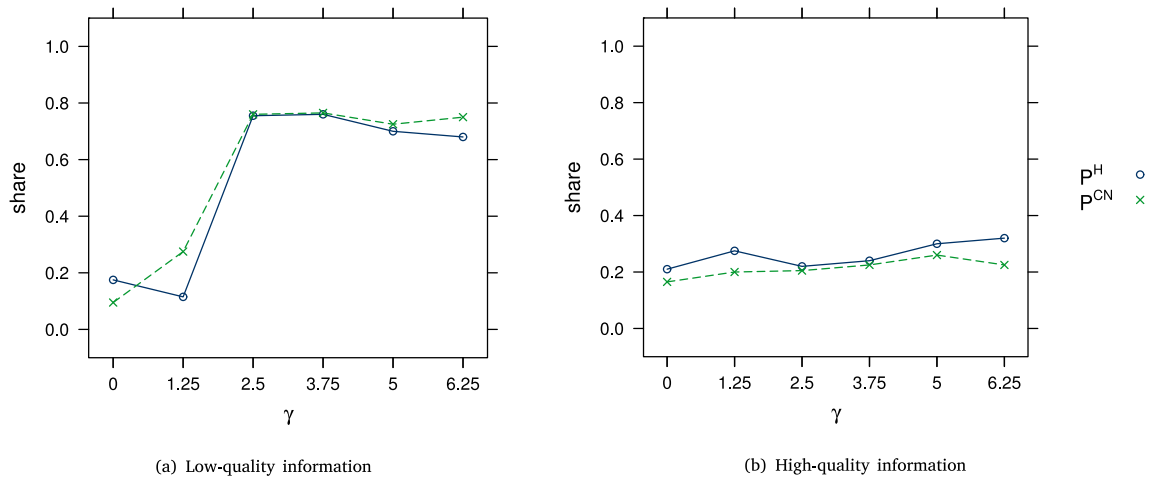 1.0
0.8
0.6
0.4
0.2
0.0
share
0 1.25 2.5 3.75 5 6.25
γ
(a) Low-quality information
1.0
0.8
0.6
0.4
0.2
0.0
share
0 1.25 2.5 3.75 5 6.25
γ
(b) High-quality information
P^H
P^CN